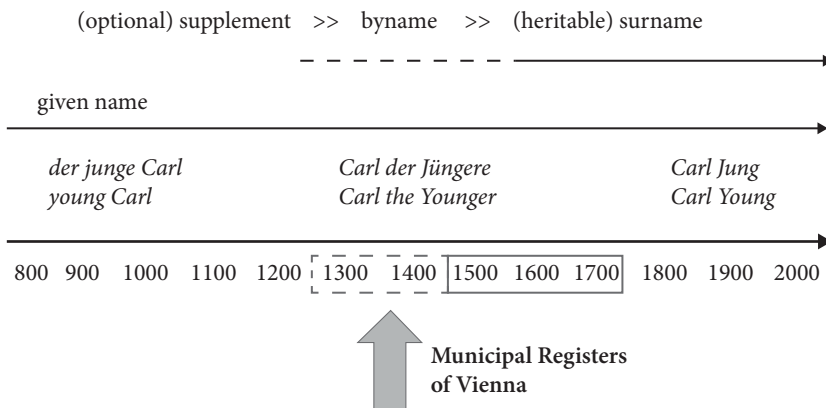 (optional) supplement >> byname >> (heritable) surname
given name
der junge Carl Carl der Jüngere Carl Jung
young Carl Carl the Younger Carl Young
800 900 1000 1100 1200 1300 1400 1500 1600 1700 1800 1900 2000
Municipal Registers
of Vienna